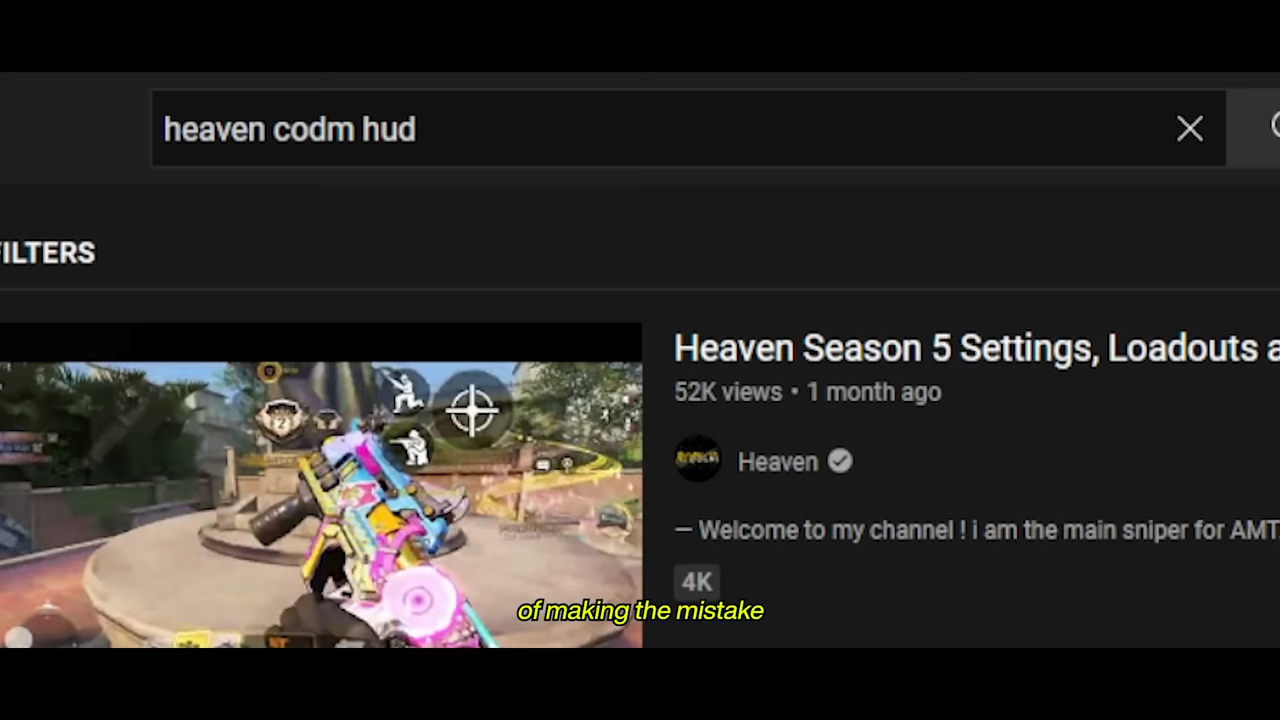 heaven codm hud
FILTERS
Heaven Season 5 Settings, Loadouts a
52K views • 1 month ago
Heaven
— Welcome to my channel ! i am the main sniper for AMT
4K
of making the mistake